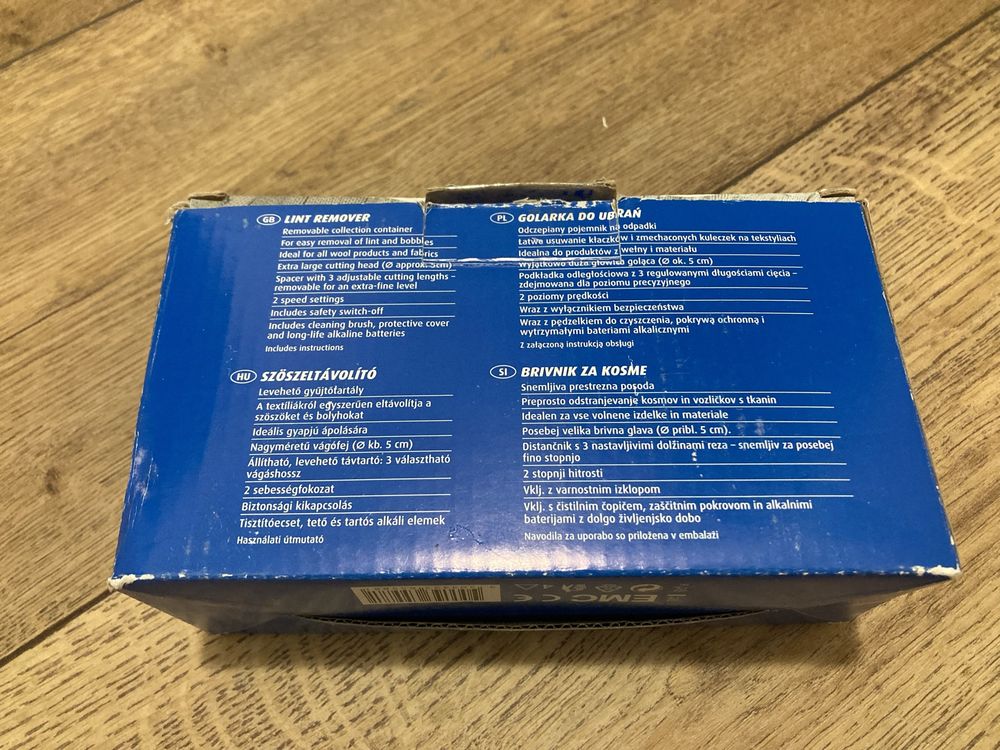 GB LINT REMOVER
Removable collection container
For easy removal of lint and bobbles
Ideal for all wool products and fabrics
Extra large cutting head (Ø approx. 5cm)
Spacer with 3 adjustable cutting lengths –
removable for an extra-fine level
2 speed settings
Includes safety switch-off
Includes cleaning brush, protective cover
and long-life alkaline batteries
Includes instructions
PL GOLARKA DO UBRAŃ
Odczepiany pojemnik na odpadki
Łatwe usuwanie kłaczków i zmechaconych kuleczek na tekstyliach
Idealna do produktów z wełny i materiału
Wyjątkowo duża głowica goląca (Ø ok. 5 cm)
Podkładka odległościowa z 3 regulowanymi długościami cięcia –
zdejmowana dla poziomu precyzyjnego
2 poziomy prędkości
Wraz z wyłącznikiem bezpieczeństwa
Wraz z pędzelkiem do czyszczenia, pokrywą ochronną i
wytrzymałymi bateriami alkalicznymi
Z załączoną instrukcją obsługi
HU SZÖSZELTÁVOLÍTÓ
Levehető gyűjtőtartály
A textiliákról egyszerűen eltávolítja a
szöszöket és bolyhokat
Ideális gyapjú ápolására
Nagyméretű vágófej (Ø kb. 5 cm)
Állítható, levehető távtartó: 3 választható
vágáshossz
2 sebességfokozat
Biztonsági kikapcsolás
Tisztítóecset, tető és tartós alkáli elemek
Használati útmutató
SI BRIVNIK ZA KOSME
Snemljiva prestrezna posoda
Preprosto odstranjevanje kosmov in vozličkov s tkanin
Idealen za vse volnene izdelke in materiale
Posebej velika brivna glava (Ø pribl. 5 cm).
Distančnik s 3 nastavljivimi dolžinami reza – snemljiv za posebej
fino stopnjo
2 stopnji hitrosti
Vklj. z varnostnim izklopom
Vklj. s čistilnim čopičem, zaščitnim pokrovom in alkalnimi
baterijami z dolgo življenjsko dobo
Navodila za uporabo so priložena v embalaži
EMC CE